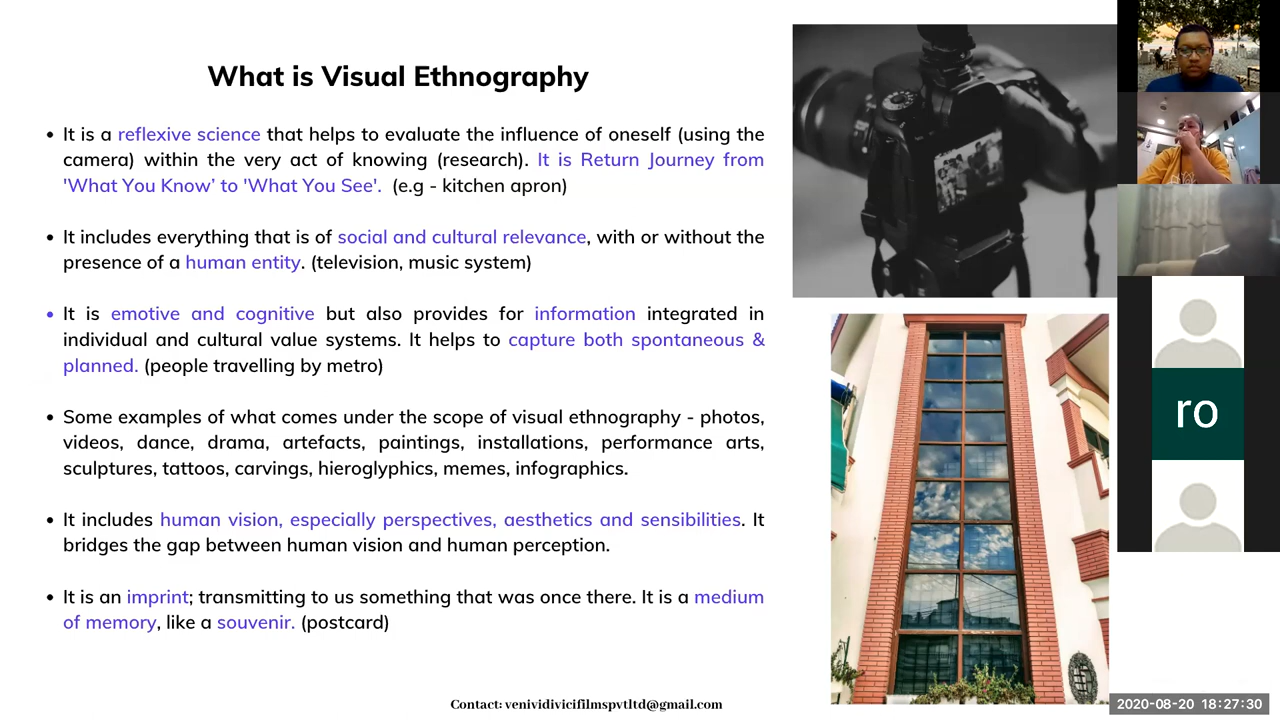 What is Visual Ethnography
• It is a reflexive science that helps to evaluate the influence of oneself (using the
camera) within the very act of knowing (research). It is Return Journey from
'What You Know’ to 'What You See'. (e.g - kitchen apron)
• It includes everything that is of social and cultural relevance, with or without the
presence of a human entity. (television, music system)
• It is emotive and cognitive but also provides for information integrated in
individual and cultural value systems. It helps to capture both spontaneous &
planned. (people travelling by metro)
• Some examples of what comes under the scope of visual ethnography - photos,
videos, dance, drama, artefacts, paintings, installations, performance arts,
sculptures, tattoos, carvings, hieroglyphics, memes, infographics.
• It includes human vision, especially perspectives, aesthetics and sensibilities. It
bridges the gap between human vision and human perception.
• It is an imprint; transmitting to us something that was once there. It is a medium
of memory, like a souvenir. (postcard)
Contact: venividivicifilmspvtltd@gmail.com
ro
2020-08-20 18:27:30